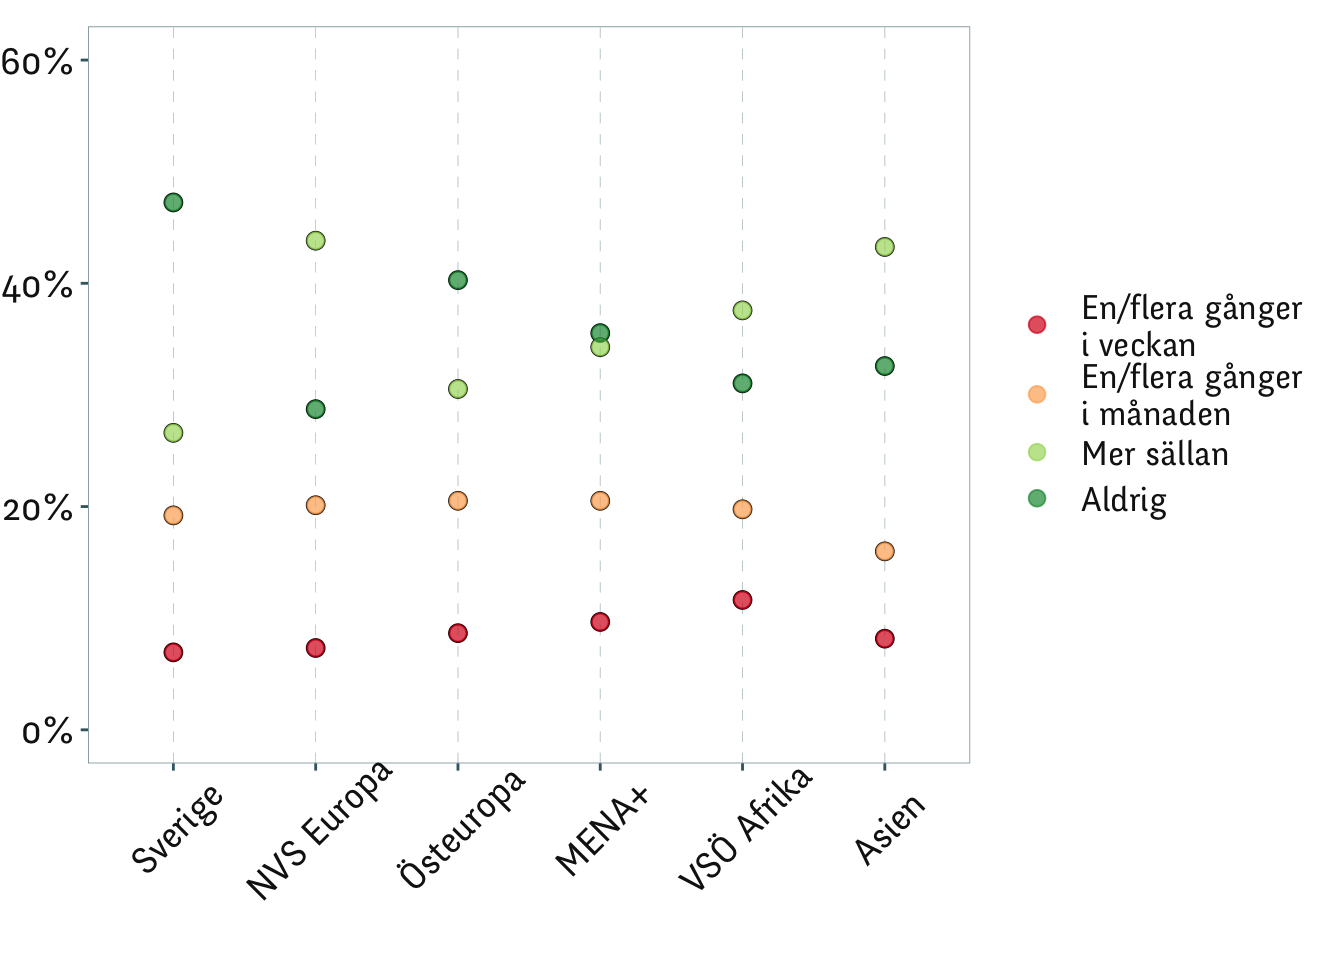 60%
40%
20%
0%
Sverige
NVS Europa
Östeuropa
MENA+
VSÖ Afrika
Asien
En/flera gånger
i veckan
En/flera gånger
i månaden
Mer sällan
Aldrig